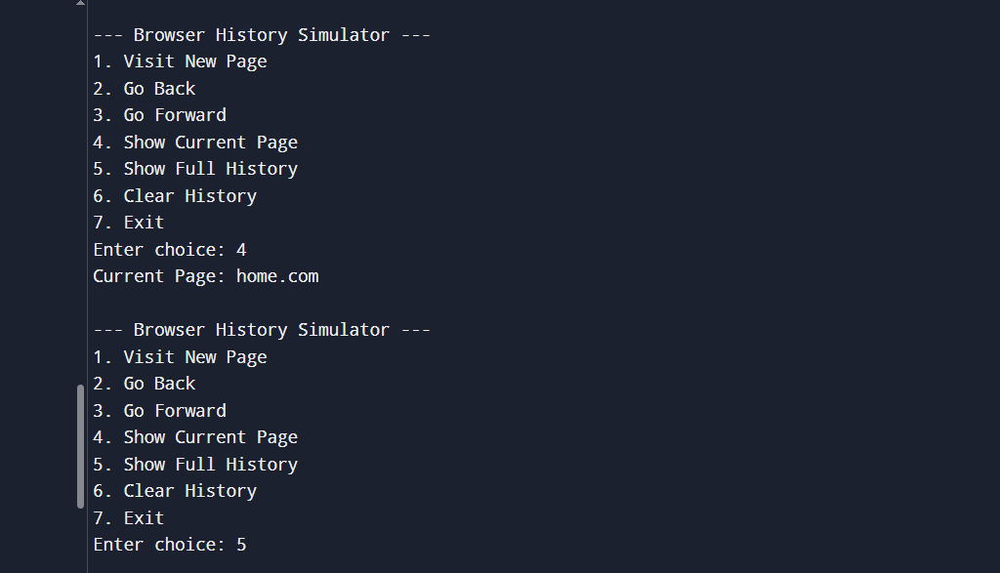 --- Browser History Simulator ---
1. Visit New Page
2. Go Back
3. Go Forward
4. Show Current Page
5. Show Full History
6. Clear History
7. Exit
Enter choice: 4
Current Page: home.com
--- Browser History Simulator ---
1. Visit New Page
2. Go Back
3. Go Forward
4. Show Current Page
5. Show Full History
6. Clear History
7. Exit
Enter choice: 5